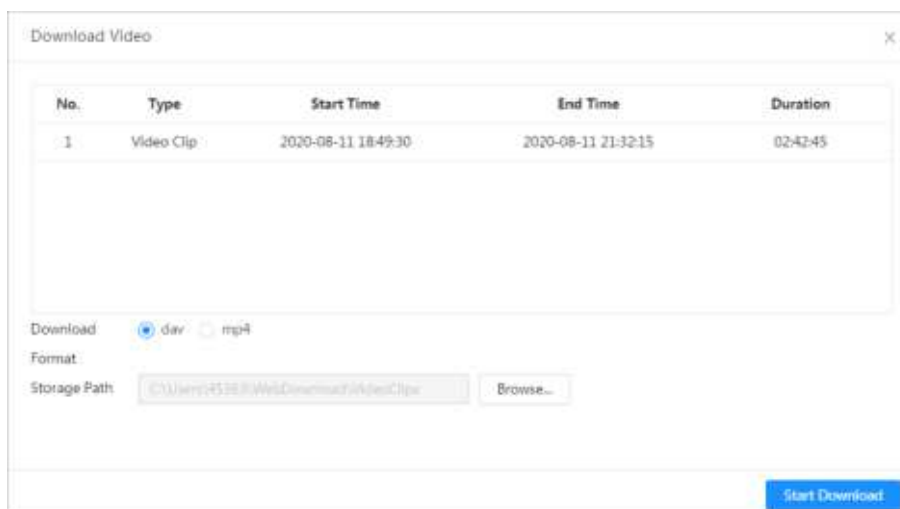 Download Video
No. Type Start Time End Time Duration
1 Video Clip 2020-08-11 18:49:30 2020-08-11 21:32:15 02:42:45
Download dav mp4
Format
Storage Path Browse...
Start Download